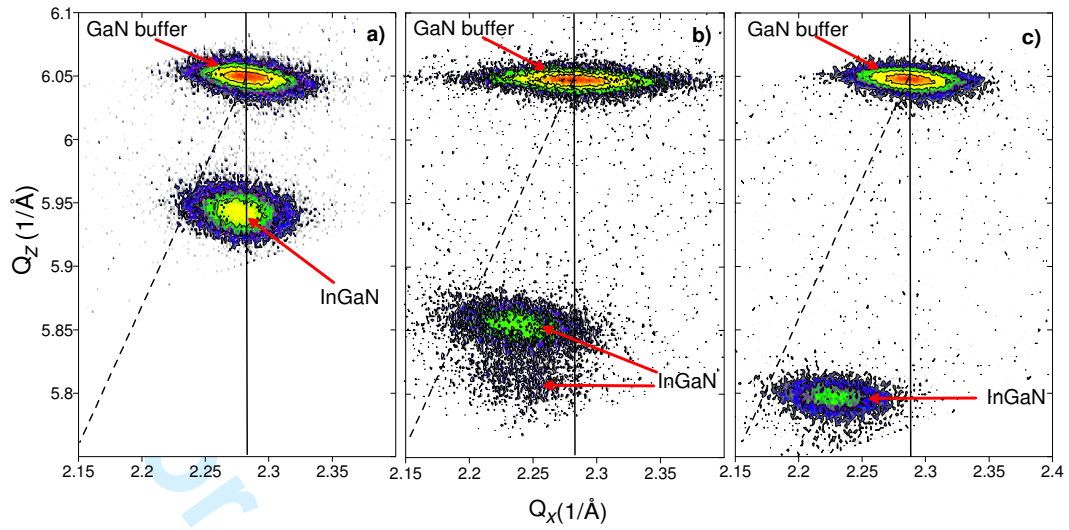 6.1
6.05
6
5.95
5.9
5.85
5.8
Q_z (1/Å)
GaN buffer
a)
InGaN
2.15
2.2
2.25
2.3
2.35
GaN buffer
b)
InGaN
2.15
2.2
2.25
2.3
2.35
GaN buffer
c)
InGaN
2.15
2.2
2.25
2.3
2.35
2.4
Q_x(1/Å)